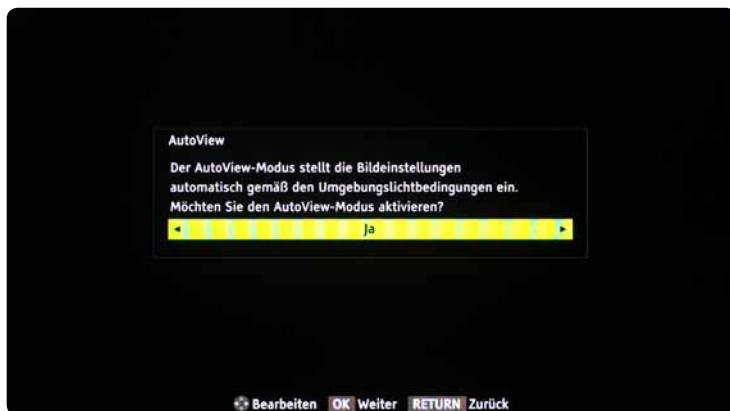 AutoView
Der AutoView-Modus stellt die Bildeinstellungen
automatisch gemäß den Umgebungslichtbedingungen ein.
Möchten Sie den AutoView-Modus aktivieren?
Ja
Bearbeiten OK Weiter RETURN Zurück